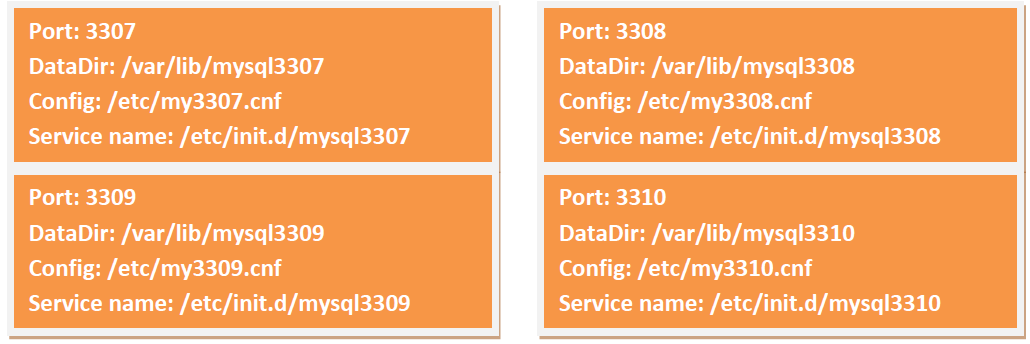 Port: 3307
DataDir: /var/lib/mysql3307
Config: /etc/my3307.cnf
Service name: /etc/init.d/mysql3307
Port: 3308
DataDir: /var/lib/mysql3308
Config: /etc/my3308.cnf
Service name: /etc/init.d/mysql3308
Port: 3309
DataDir: /var/lib/mysql3309
Config: /etc/my3309.cnf
Service name: /etc/init.d/mysql3309
Port: 3310
DataDir: /var/lib/mysql3310
Config: /etc/my3310.cnf
Service name: /etc/init.d/mysql3310